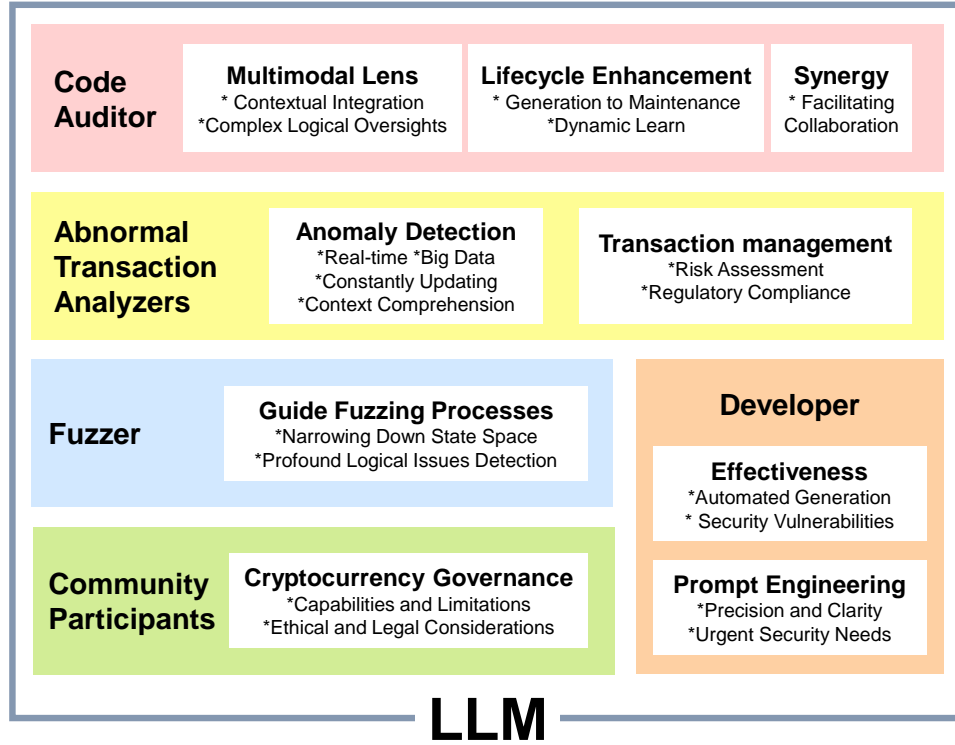 Code
Auditor
Multimodal Lens
* Contextual Integration
*Complex Logical Oversights
Lifecycle Enhancement
* Generation to Maintenance
*Dynamic Learn
Synergy
* Facilitating
Collaboration
Abnormal
Transaction
Analyzers
Anomaly Detection
*Real-time *Big Data
*Constantly Updating
*Context Comprehension
Transaction management
*Risk Assessment
*Regulatory Compliance
Fuzzer
Guide Fuzzing Processes
*Narrowing Down State Space
*Profound Logical Issues Detection
Developer
Effectiveness
*Automated Generation
* Security Vulnerabilities
Prompt Engineering
*Precision and Clarity
*Urgent Security Needs
Community
Participants
Cryptocurrency Governance
*Capabilities and Limitations
*Ethical and Legal Considerations
LLM